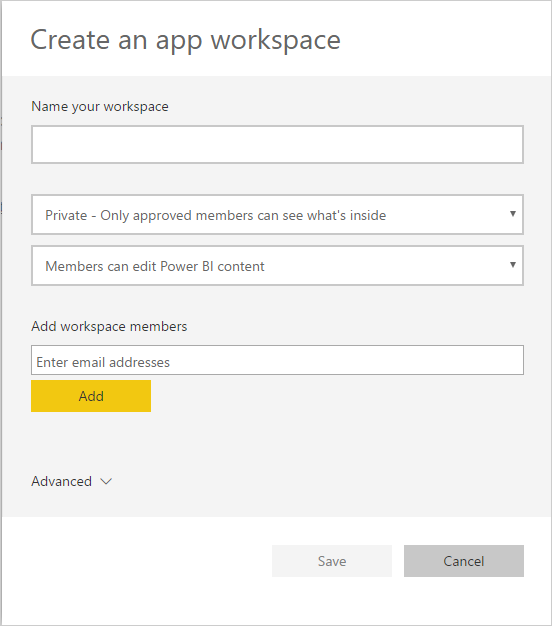 Create an app workspace
Name your workspace
Private - Only approved members can see what's inside
Members can edit Power BI content
Add workspace members
Enter email addresses
Add
Advanced
Save
Cancel